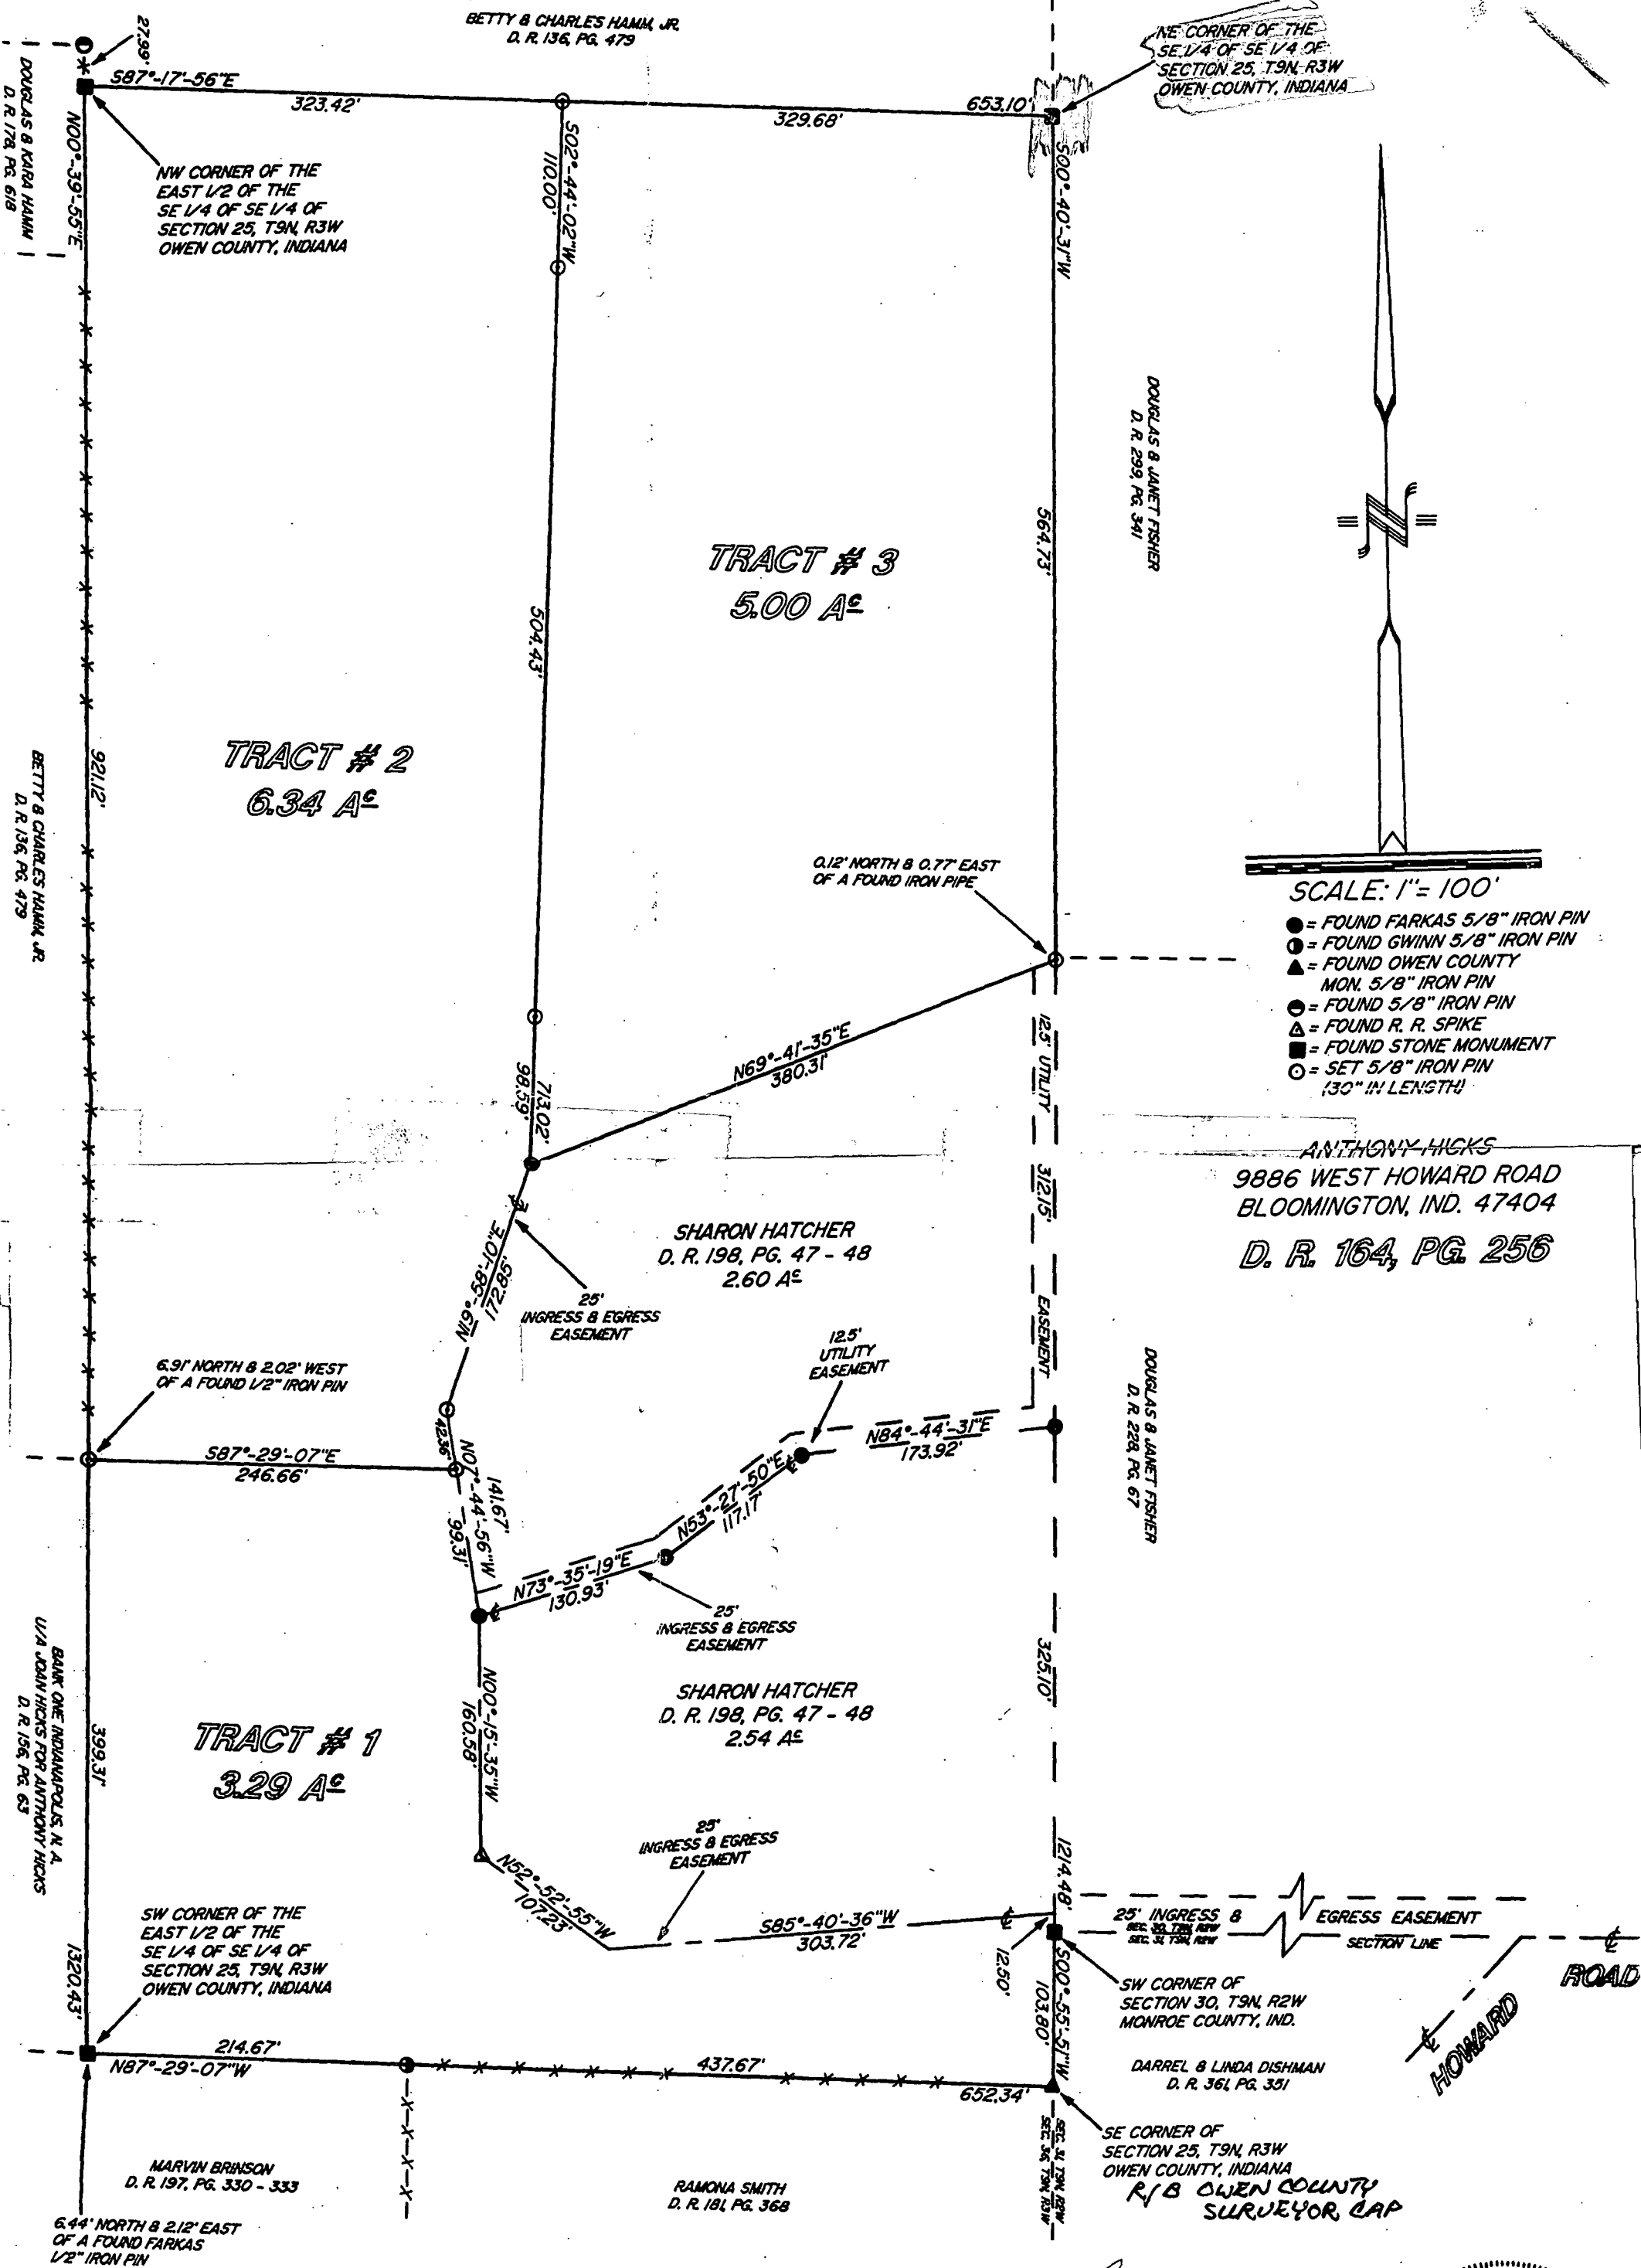 BETTY & CHARLES HAMM, JR.
D. R. 136, PG. 479
NE CORNER OF THE
SE 1/4 OF SE 1/4 OF
SECTION 25, T9N, R3W
OWEN COUNTY, INDIANA
27.99'
S87°-17'-56"E
323.42'
329.68'
653.10'
DOUGLAS & KARA HAMM
D. R. 178, PG. 618
N00°-39'-55"E
NW CORNER OF THE
EAST 1/2 OF THE
SE 1/4 OF SE 1/4 OF
SECTION 25, T9N, R3W
OWEN COUNTY, INDIANA
S02°-44'-02"W
110.00'
S00°-40'-31"W
DOUGLAS & JANET FISHER
D. R. 299, PG. 341
564.73'
TRACT # 3
5.00 Ac
504.43'
TRACT # 2
6.34 Ac
921.12'
BETTY & CHARLES HAMM, JR.
D. R. 136, PG. 479
0.12' NORTH & 0.77' EAST
OF A FOUND IRON PIPE
N
SCALE: 1"= 100'
= FOUND FARKAS 5/8" IRON PIN
= FOUND GWINN 5/8" IRON PIN
= FOUND OWEN COUNTY
MON. 5/8" IRON PIN
= FOUND 5/8" IRON PIN
= FOUND R. R. SPIKE
= FOUND STONE MONUMENT
= SET 5/8" IRON PIN
(30" IN LENGTH)
N69°-41'-35"E
380.31'
713.02'
98.59'
12.5' UTILITY
312.15'
EASEMENT
ANTHONY HICKS
9886 WEST HOWARD ROAD
BLOOMINGTON, IND. 47404
D. R. 164, PG. 256
SHARON HATCHER
D. R. 198, PG. 47 - 48
2.60 Ac
N19°-58'-01"E
172.85'
25'
INGRESS & EGRESS
EASEMENT
12.5'
UTILITY
EASEMENT
6.91' NORTH & 2.02' WEST
OF A FOUND 1/2" IRON PIN
42.36'
S87°-29'-07"E
246.66'
N07°-44'-56"W
141.67'
99.31'
N84°-44'-31"E
173.92'
N53°-27'-50"E
117.17'
N73°-35'-19"E
130.93'
25'
INGRESS & EGRESS
EASEMENT
DOUGLAS & JANET FISHER
D. R. 228, PG. 67
325.10'
SHARON HATCHER
D. R. 198, PG. 47 - 48
2.54 Ac
N00°-15'-35"W
160.58'
TRACT # 1
3.29 Ac
399.31'
BANK ONE INDIANAPOLIS, N. A.
U/A JOAN HICKS FOR ANTHONY HICKS
D. R. 156, PG. 63
25'
INGRESS & EGRESS
EASEMENT
N52°-52'-55"W
107.23'
S85°-40'-36"W
303.72'
1214.48'
25' INGRESS & EGRESS EASEMENT
SEC. 30, T9N, R2W
SEC. 31, T9N, R2W
SECTION LINE
12.50'
SW CORNER OF THE
EAST 1/2 OF THE
SE 1/4 OF SE 1/4 OF
SECTION 25, T9N, R3W
OWEN COUNTY, INDIANA
1320.43'
S00°-55'-51"W
103.80'
SW CORNER OF
SECTION 30, T9N, R2W
MONROE COUNTY, IND.
HOWARD
ROAD
214.67'
N87°-29'-07"W
437.67'
652.34'
DARREL & LINDA DISHMAN
D. R. 361, PG. 351
SE CORNER OF
SECTION 25, T9N, R3W
OWEN COUNTY, INDIANA
R/B OWEN COUNTY
SURVEYOR CAP
SEC. 31, T9N, R2W
SEC. 36, T9N, R3W
MARVIN BRINSON
D. R. 197, PG. 330 - 333
RAMONA SMITH
D. R. 181, PG. 368
6.44' NORTH & 2.12' EAST
OF A FOUND FARKAS
1/2" IRON PIN